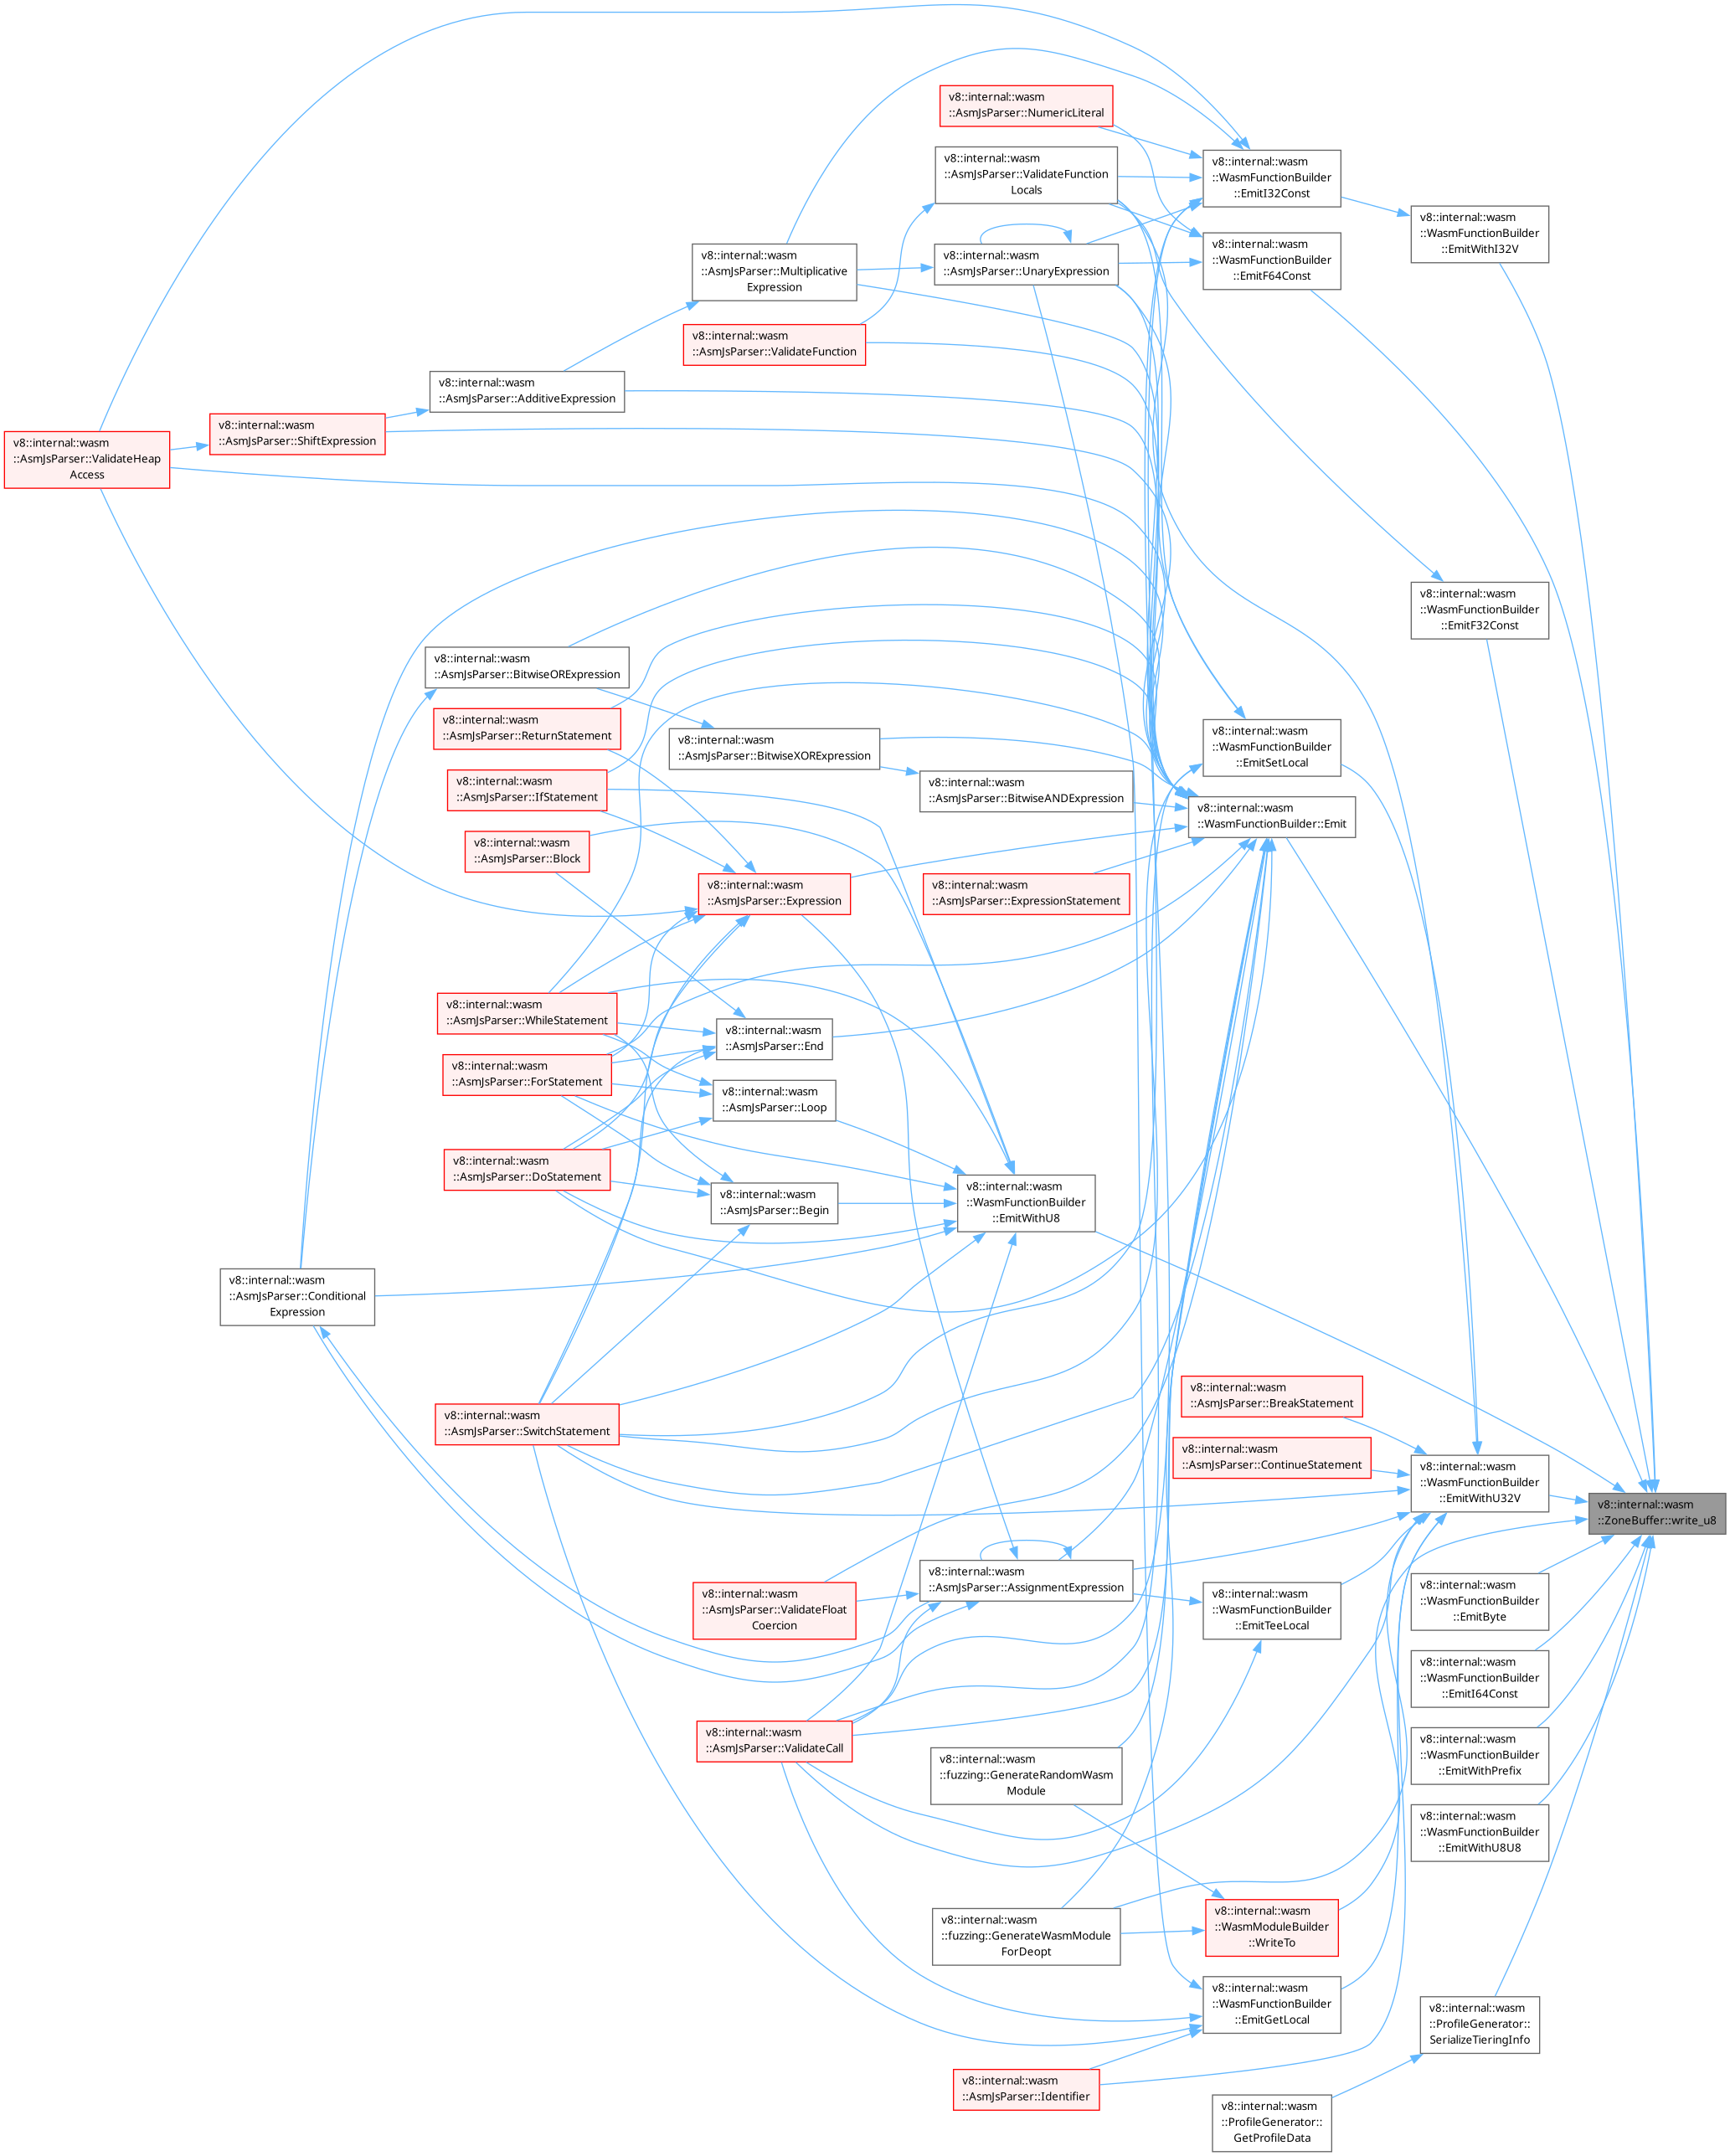 v8::internal::wasm
::AsmJsParser::NumericLiteral
v8::internal::wasm
::AsmJsParser::ValidateFunction
Locals
v8::internal::wasm
::WasmFunctionBuilder
::EmitI32Const
v8::internal::wasm
::WasmFunctionBuilder
::EmitWithI32V
v8::internal::wasm
::AsmJsParser::Multiplicative
Expression
v8::internal::wasm
::AsmJsParser::UnaryExpression
v8::internal::wasm
::WasmFunctionBuilder
::EmitF64Const
v8::internal::wasm
::AsmJsParser::ValidateFunction
v8::internal::wasm
::AsmJsParser::AdditiveExpression
v8::internal::wasm
::AsmJsParser::ShiftExpression
v8::internal::wasm
::AsmJsParser::ValidateHeap
Access
v8::internal::wasm
::WasmFunctionBuilder
::EmitF32Const
v8::internal::wasm
::AsmJsParser::BitwiseORExpression
v8::internal::wasm
::AsmJsParser::ReturnStatement
v8::internal::wasm
::AsmJsParser::BitwiseXORExpression
v8::internal::wasm
::WasmFunctionBuilder
::EmitSetLocal
v8::internal::wasm
::AsmJsParser::IfStatement
v8::internal::wasm
::AsmJsParser::BitwiseANDExpression
v8::internal::wasm
::WasmFunctionBuilder::Emit
v8::internal::wasm
::AsmJsParser::Block
v8::internal::wasm
::AsmJsParser::Expression
v8::internal::wasm
::AsmJsParser::ExpressionStatement
v8::internal::wasm
::AsmJsParser::WhileStatement
v8::internal::wasm
::AsmJsParser::End
v8::internal::wasm
::AsmJsParser::ForStatement
v8::internal::wasm
::AsmJsParser::Loop
v8::internal::wasm
::AsmJsParser::DoStatement
v8::internal::wasm
::AsmJsParser::Begin
v8::internal::wasm
::WasmFunctionBuilder
::EmitWithU8
v8::internal::wasm
::AsmJsParser::Conditional
Expression
v8::internal::wasm
::AsmJsParser::SwitchStatement
v8::internal::wasm
::AsmJsParser::BreakStatement
v8::internal::wasm
::AsmJsParser::ContinueStatement
v8::internal::wasm
::WasmFunctionBuilder
::EmitWithU32V
v8::internal::wasm
::ZoneBuffer::write_u8
v8::internal::wasm
::AsmJsParser::AssignmentExpression
v8::internal::wasm
::AsmJsParser::ValidateFloat
Coercion
v8::internal::wasm
::WasmFunctionBuilder
::EmitTeeLocal
v8::internal::wasm
::WasmFunctionBuilder
::EmitByte
v8::internal::wasm
::WasmFunctionBuilder
::EmitI64Const
v8::internal::wasm
::AsmJsParser::ValidateCall
v8::internal::wasm
::fuzzing::GenerateRandomWasm
Module
v8::internal::wasm
::WasmFunctionBuilder
::EmitWithPrefix
v8::internal::wasm
::WasmFunctionBuilder
::EmitWithU8U8
v8::internal::wasm
::fuzzing::GenerateWasmModule
ForDeopt
v8::internal::wasm
::WasmModuleBuilder
::WriteTo
v8::internal::wasm
::WasmFunctionBuilder
::EmitGetLocal
v8::internal::wasm
::ProfileGenerator::
SerializeTieringInfo
v8::internal::wasm
::AsmJsParser::Identifier
v8::internal::wasm
::ProfileGenerator::
GetProfileData